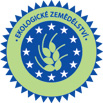 • EKOLOGICKÉ ZEMĚDĚLSTVÍ •